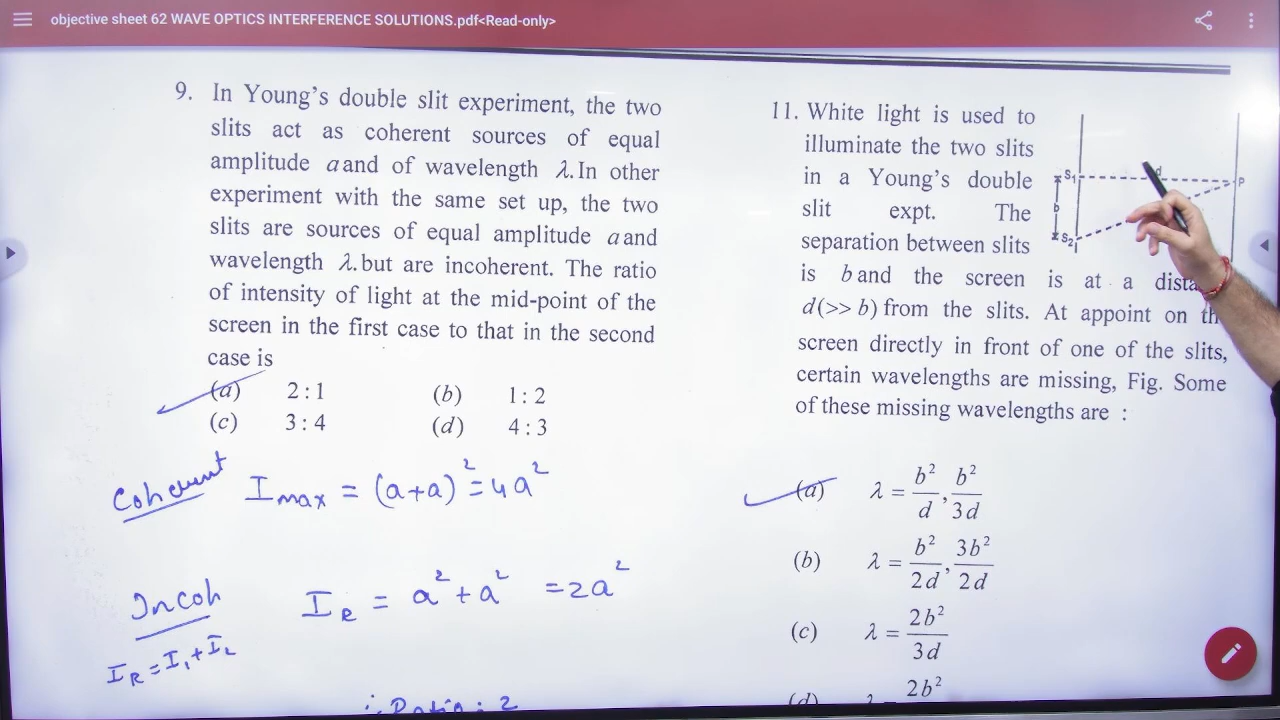 objective sheet 62 WAVE OPTICS INTERFERENCE SOLUTIONS.pdf<Read-only>
9. In Young's double slit experiment, the two
slits act as coherent sources of equal
amplitude a and of wavelength λ. In other
experiment with the same set up, the two
slits are sources of equal amplitude a and
wavelength λ. but are incoherent. The ratio
of intensity of light at the mid-point of the
screen in the first case to that in the second
case is
(a) 2 : 1 (b) 1 : 2
(c) 3 : 4 (d) 4 : 3
Coherent I max = (a+a)² = 4a²
Incoh I R = a² + a² = 2a²
I R = I₁ + I₂
∴ Ratio : 2
11. White light is used to
illuminate the two slits
in a Young's double
slit expt. The
separation between slits
is b and the screen is at a
d(>> b) from the slits. At appoint on
screen directly in front of one of the slits,
certain wavelengths are missing, Fig. Some
of these missing wavelengths are :
S₁ d P
b
S₂
(a) λ = b²/d , b²/3d
(b) λ = b²/2d , 3b²/2d
(c) λ = 2b²/3d
(d) 2b²